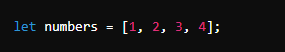 let numbers = [1, 2, 3, 4];